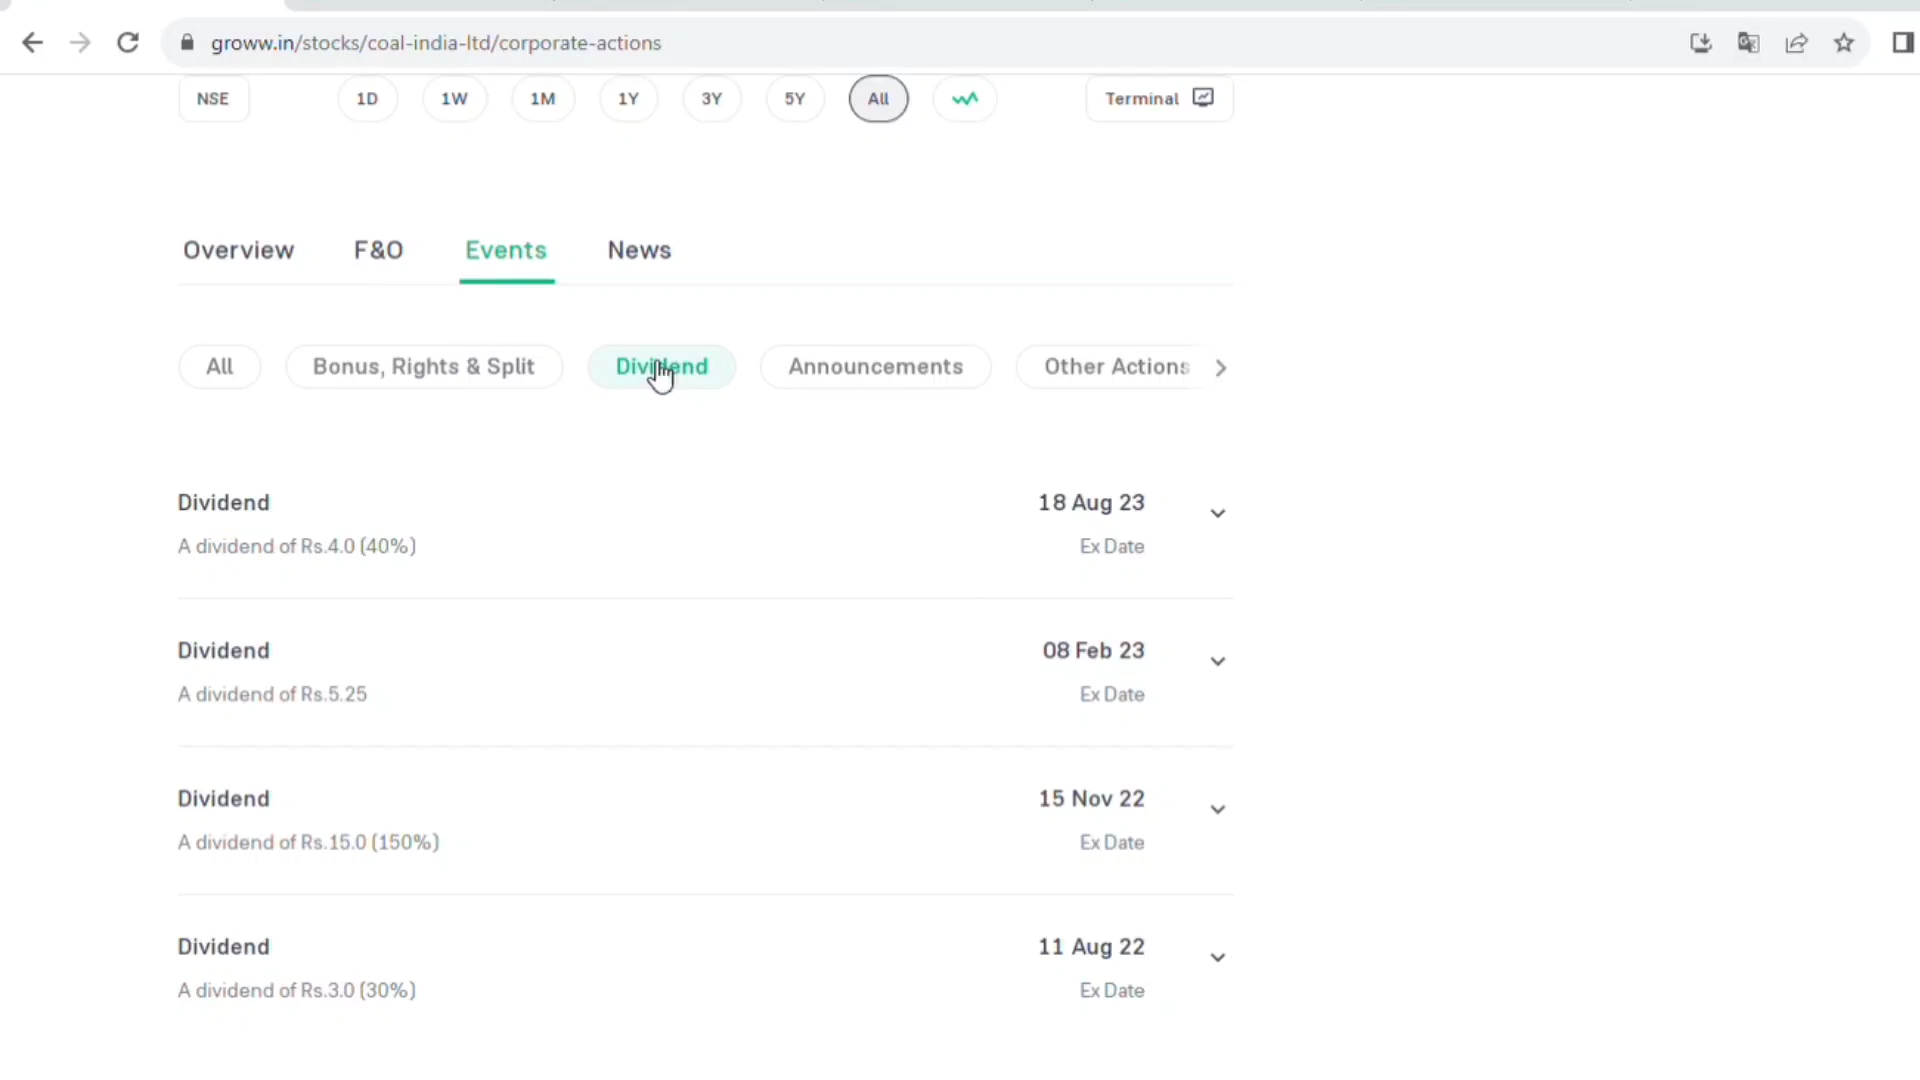 groww.in/stocks/coal-india-ltd/corporate-actions
NSE 1D 1W 1M 1Y 3Y 5Y All Terminal
Overview F&O Events News
All Bonus, Rights & Split Dividend Announcements Other Actions
Dividend 18 Aug 23
A dividend of Rs.4.0 (40%) Ex Date
Dividend 08 Feb 23
A dividend of Rs.5.25 Ex Date
Dividend 15 Nov 22
A dividend of Rs.15.0 (150%) Ex Date
Dividend 11 Aug 22
A dividend of Rs.3.0 (30%) Ex Date